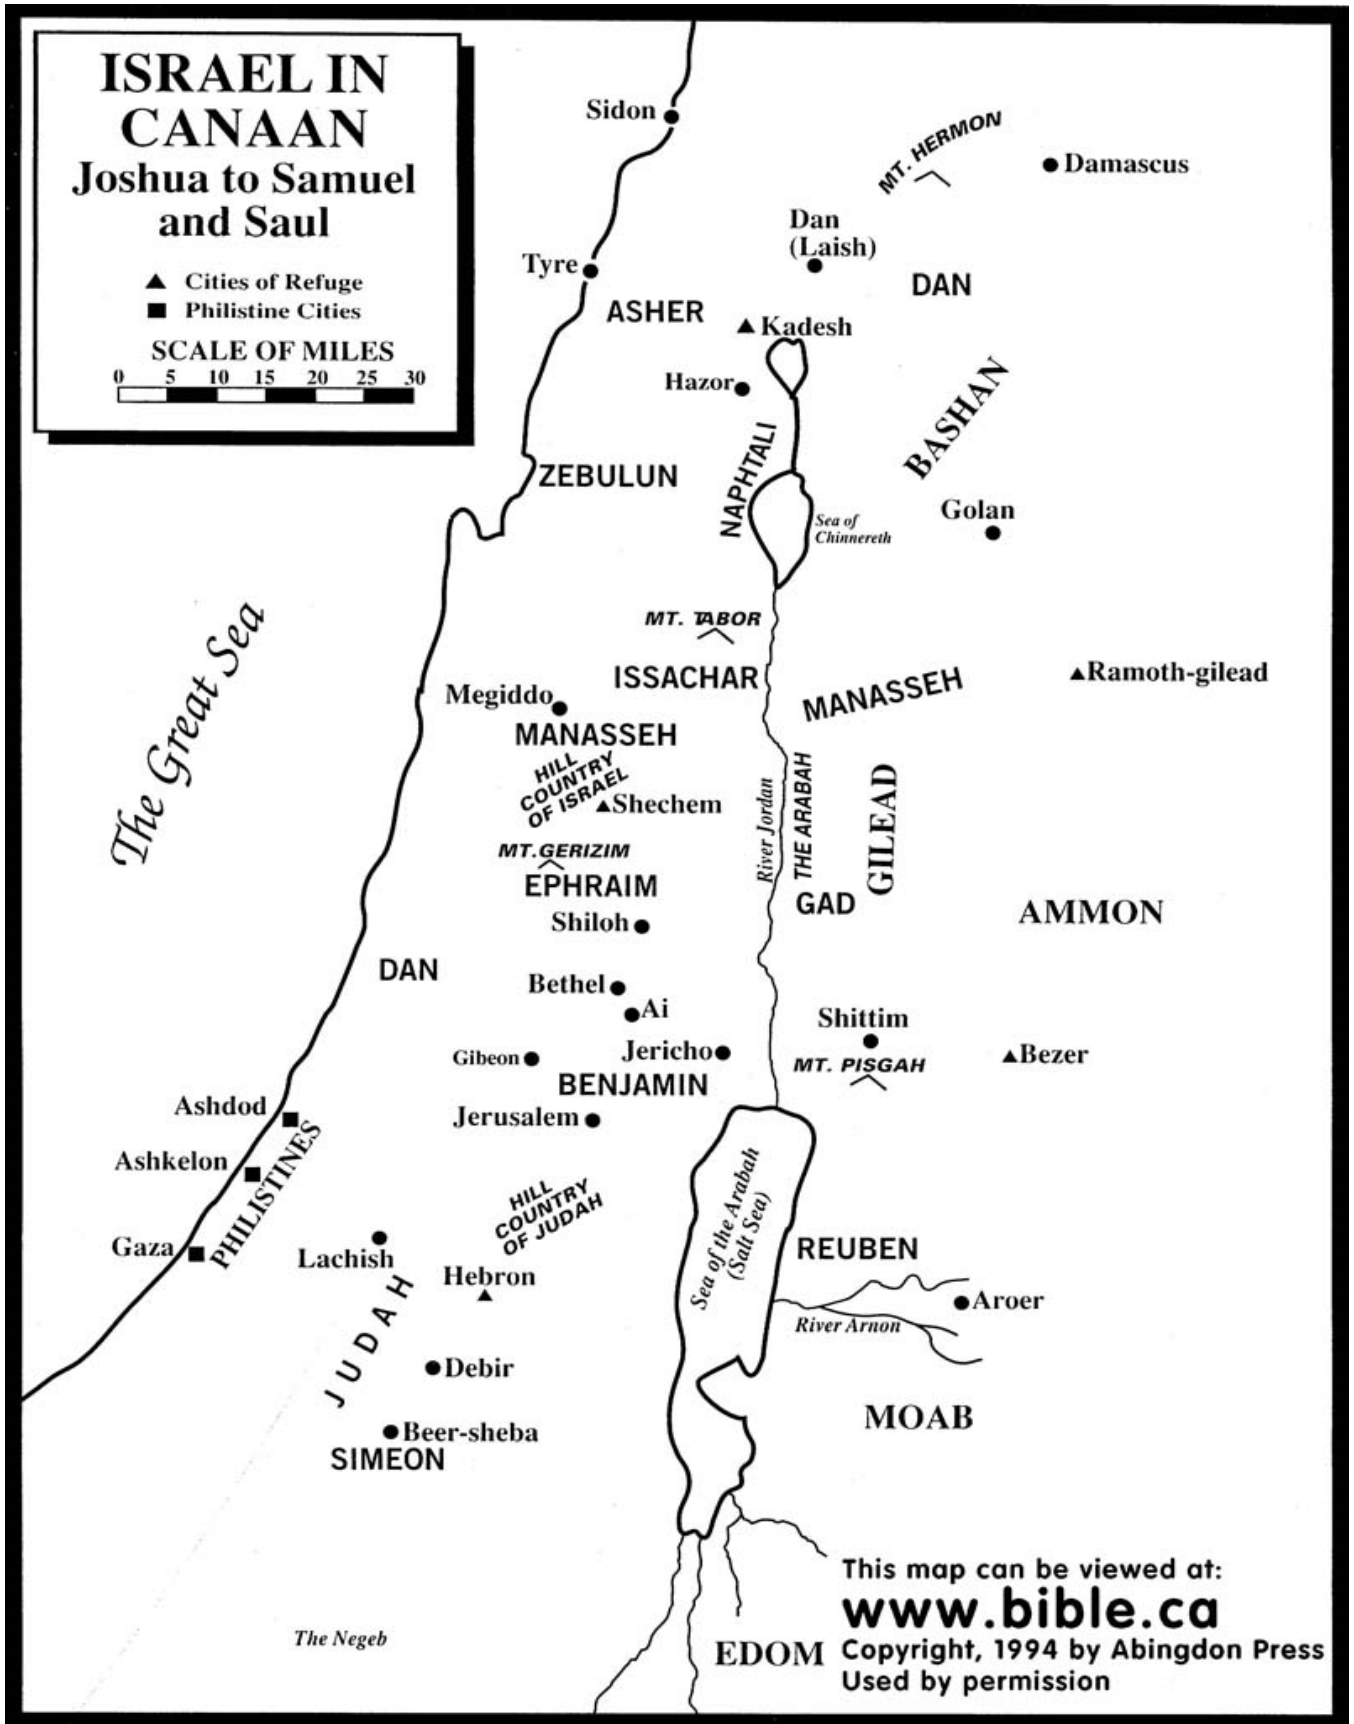 ISRAEL IN
CANAAN
Joshua to Samuel
and Saul
Cities of Refuge
Philistine Cities
SCALE OF MILES
0 5 10 15 20 25 30
Sidon
MT. HERMON
Damascus
Dan
(Laish)
Tyre
DAN
ASHER
Kadesh
Hazor
BASHAN
NAPHTALI
ZEBULUN
Golan
Sea of
Chinnereth
The Great Sea
MT. TABOR
ISSACHAR
MANASSEH
Ramoth-gilead
Megiddo
MANASSEH
HILL
COUNTRY
OF ISRAEL
Shechem
River Jordan
THE ARABAH
GILEAD
MT.GERIZIM
EPHRAIM
GAD
AMMON
Shiloh
DAN
Bethel
Ai
Shittim
Gibeon
Jericho
MT. PISGAH
Bezer
BENJAMIN
Ashdod
Jerusalem
Ashkelon
PHILISTINES
Gaza
HILL
COUNTRY
OF JUDAH
Sea of the Arabah
(Salt Sea)
Lachish
REUBEN
Hebron
Aroer
River Arnon
JUDAH
Debir
MOAB
Beer-sheba
SIMEON
The Negeb
EDOM
This map can be viewed at:
www.bible.ca
Copyright, 1994 by Abingdon Press
Used by permission